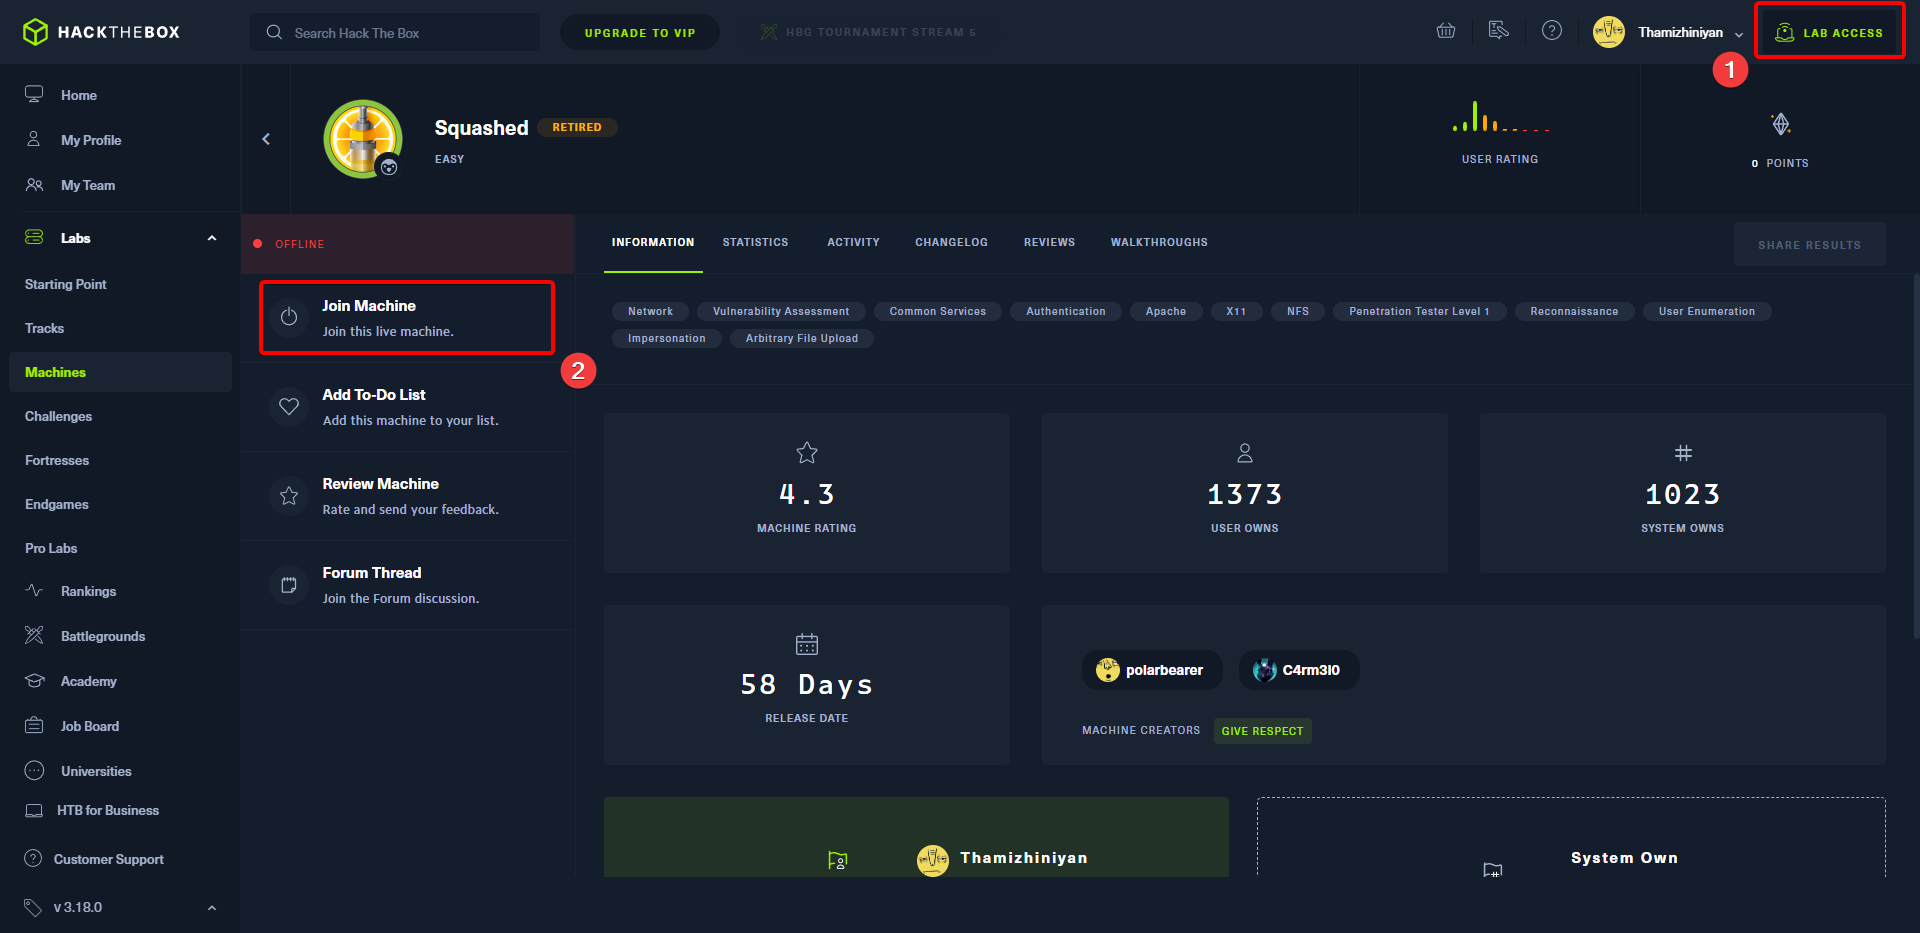 HACKTHEBOX
Search Hack The Box
UPGRADE TO VIP
HBG TOURNAMENT STREAM 5
Thamizhiniyan
LAB ACCESS
1
Home
My Profile
My Team
Labs
Starting Point
Tracks
Machines
Challenges
Fortresses
Endgames
Pro Labs
Rankings
Battlegrounds
Academy
Job Board
Universities
HTB for Business
Customer Support
v 3.18.0
Squashed RETIRED
EASY
USER RATING
0 POINTS
OFFLINE
Join Machine
Join this live machine.
2
Add To-Do List
Add this machine to your list.
Review Machine
Rate and send your feedback.
Forum Thread
Join the Forum discussion.
INFORMATION STATISTICS ACTIVITY CHANGELOG REVIEWS WALKTHROUGHS
SHARE RESULTS
Network Vulnerability Assessment Common Services Authentication Apache X11 NFS Penetration Tester Level 1 Reconnaissance User Enumeration
Impersonation Arbitrary File Upload
4.3
MACHINE RATING
1373
USER OWNS
1023
SYSTEM OWNS
58 Days
RELEASE DATE
polarbearer C4rm3l0
MACHINE CREATORS GIVE RESPECT
Thamizhiniyan
System Own